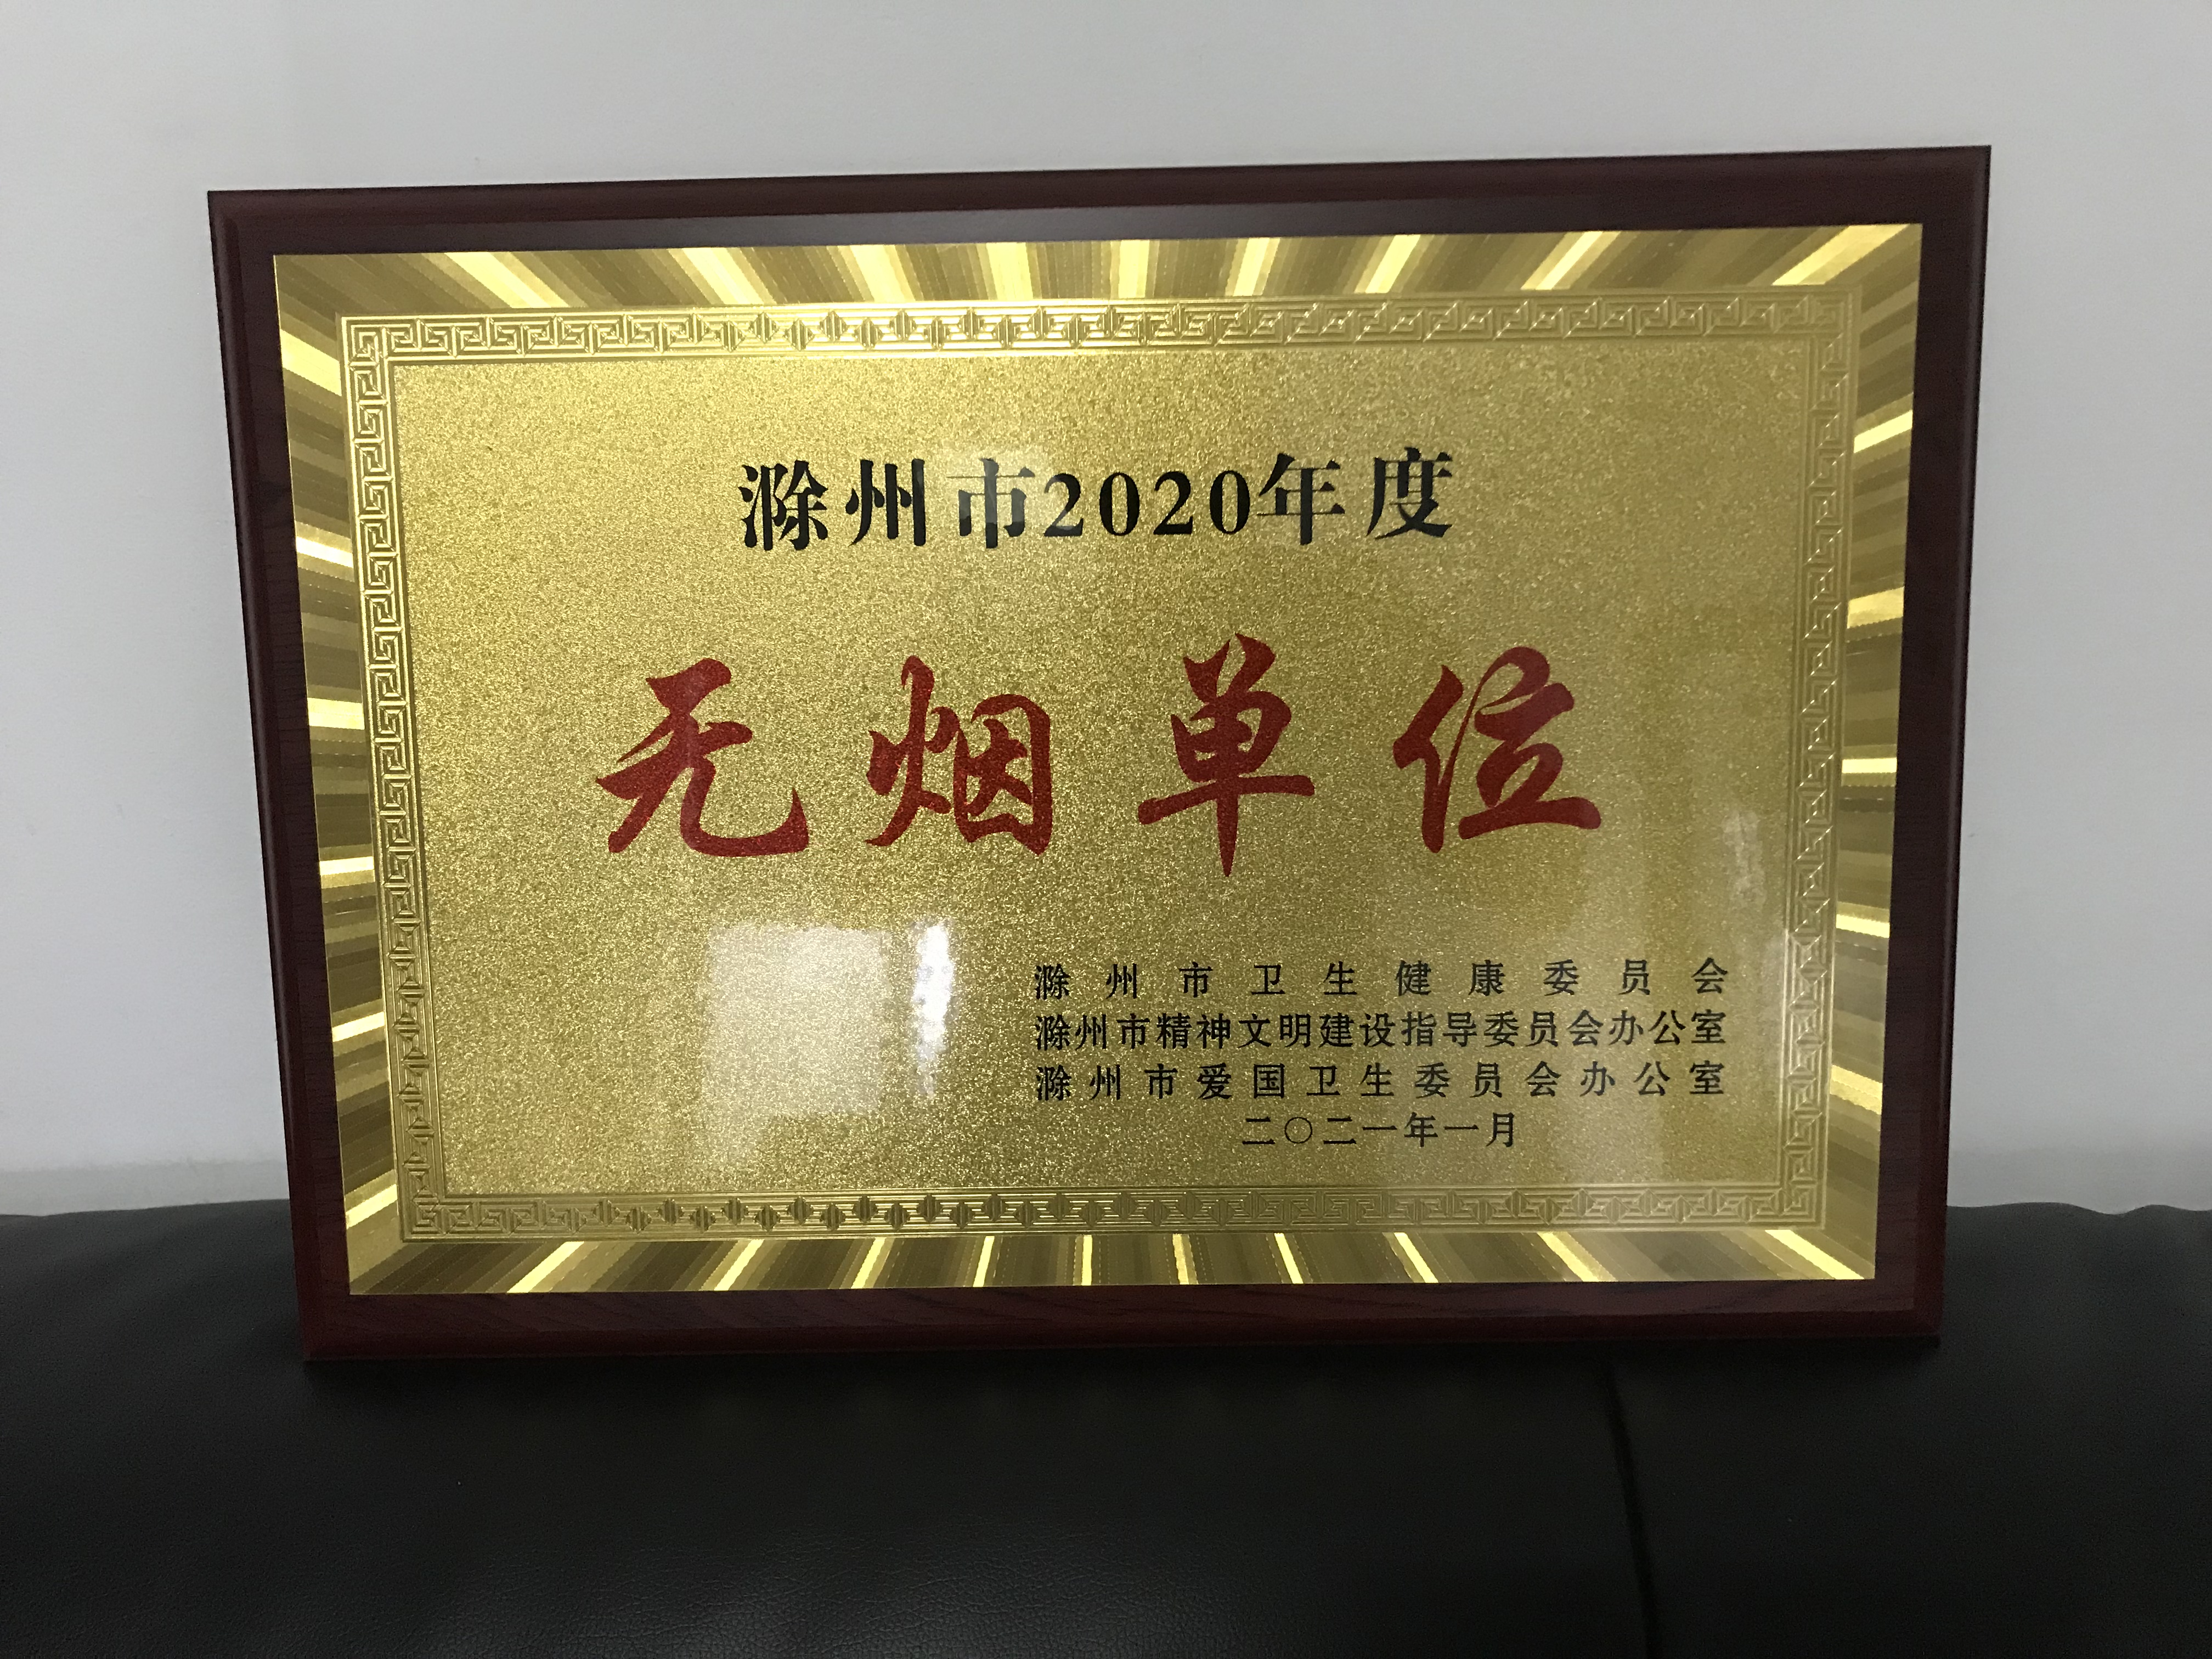 滁州市2020年度
无烟单位
滁州市卫生健康委员会
滁州市精神文明建设指导委员会办公室
滁州市爱国卫生委员会办公室
二〇二一年一月